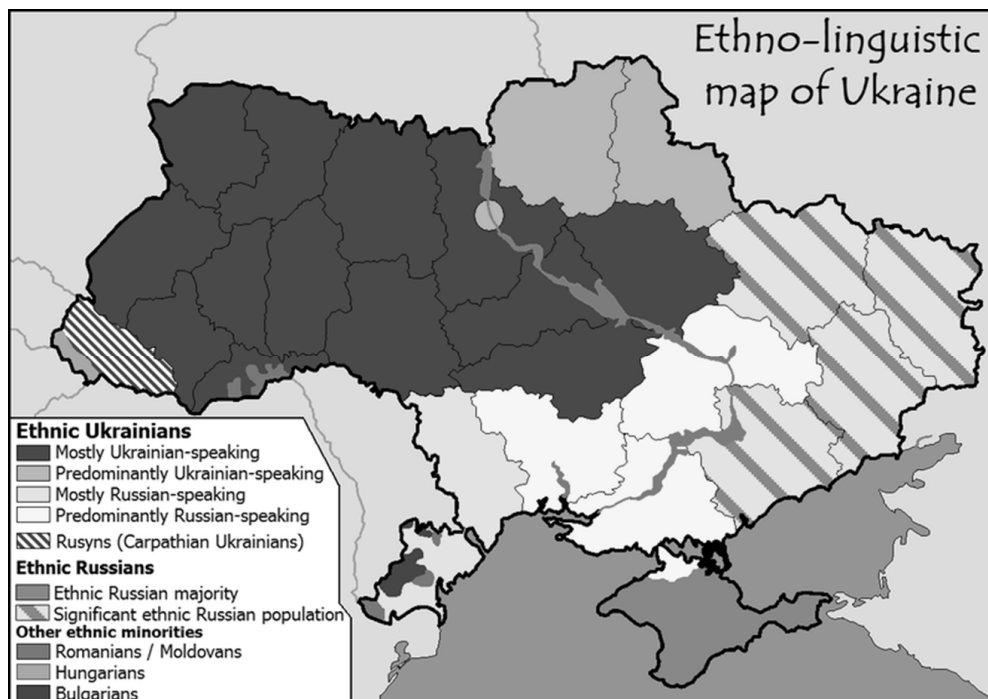 Ethno-linguistic
map of Ukraine
Ethnic Ukrainians
Mostly Ukrainian-speaking
Predominantly Ukrainian-speaking
Mostly Russian-speaking
Predominantly Russian-speaking
Rusyns (Carpathian Ukrainians)
Ethnic Russians
Ethnic Russian majority
Significant ethnic Russian population
Other ethnic minorities
Romanians / Moldovans
Hungarians
Bulgarians